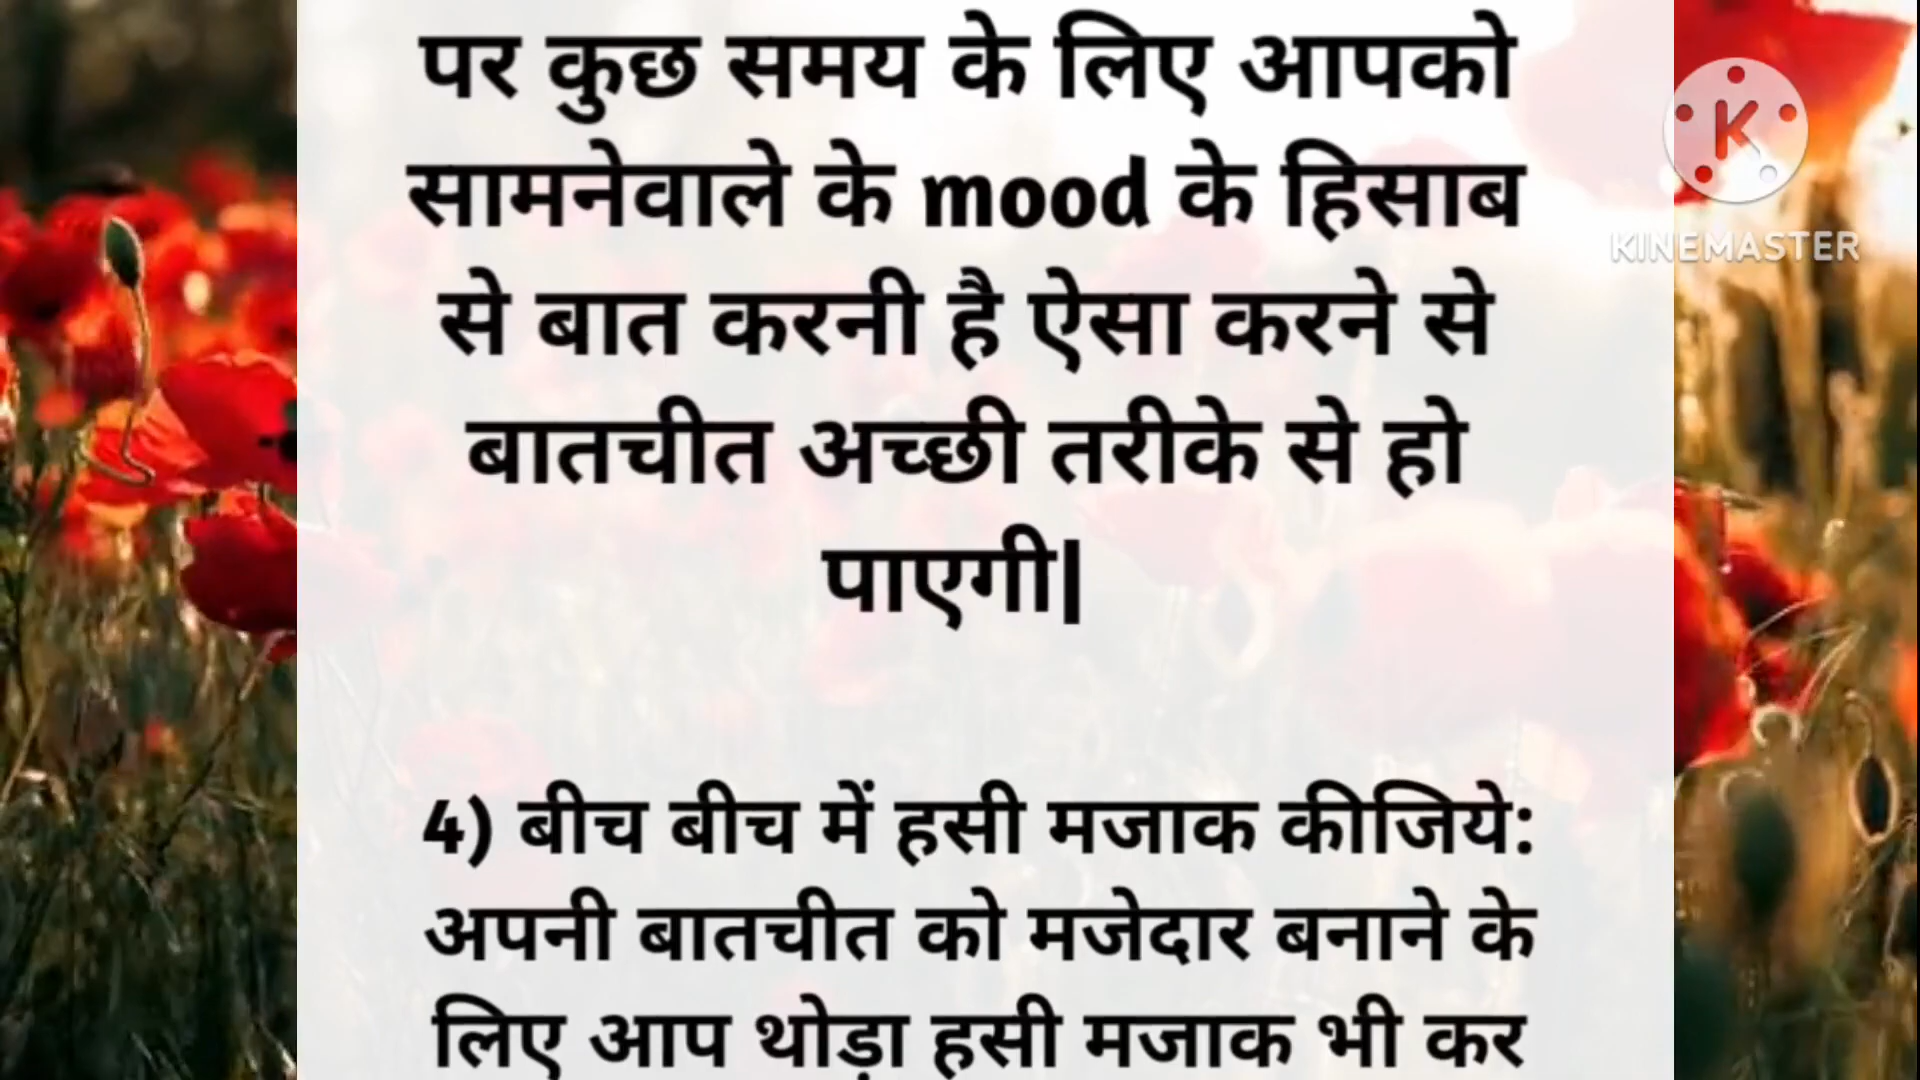 पर कुछ समय के लिए आपको
सामनेवाले के mood के हिसाब
से बात करनी है ऐसा करने से
बातचीत अच्छी तरीके से हो
पाएगी|
4) बीच बीच में हसी मजाक कीजिये:
अपनी बातचीत को मजेदार बनाने के
लिए आप थोड़ा हसी मजाक भी कर
K
KINEMASTER